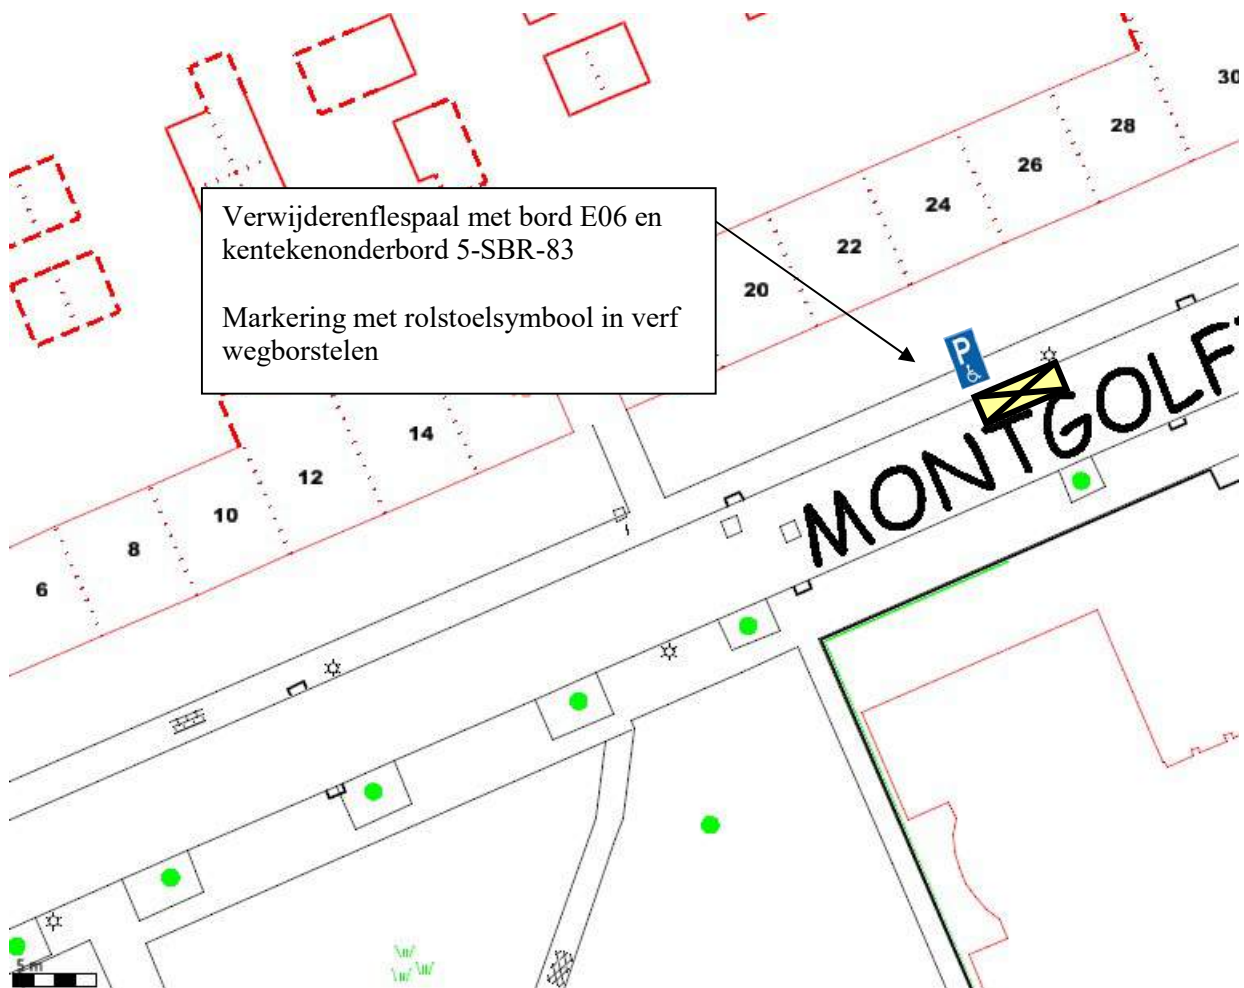 30
28
26
24
22
20
Verwijderenflespaal met bord E06 en
kentekenonderbord 5-SBR-83
Markering met rolstoelsymbool in verf
wegborstelen
P
MONTGOLF
14
12
10
8
6
5 m